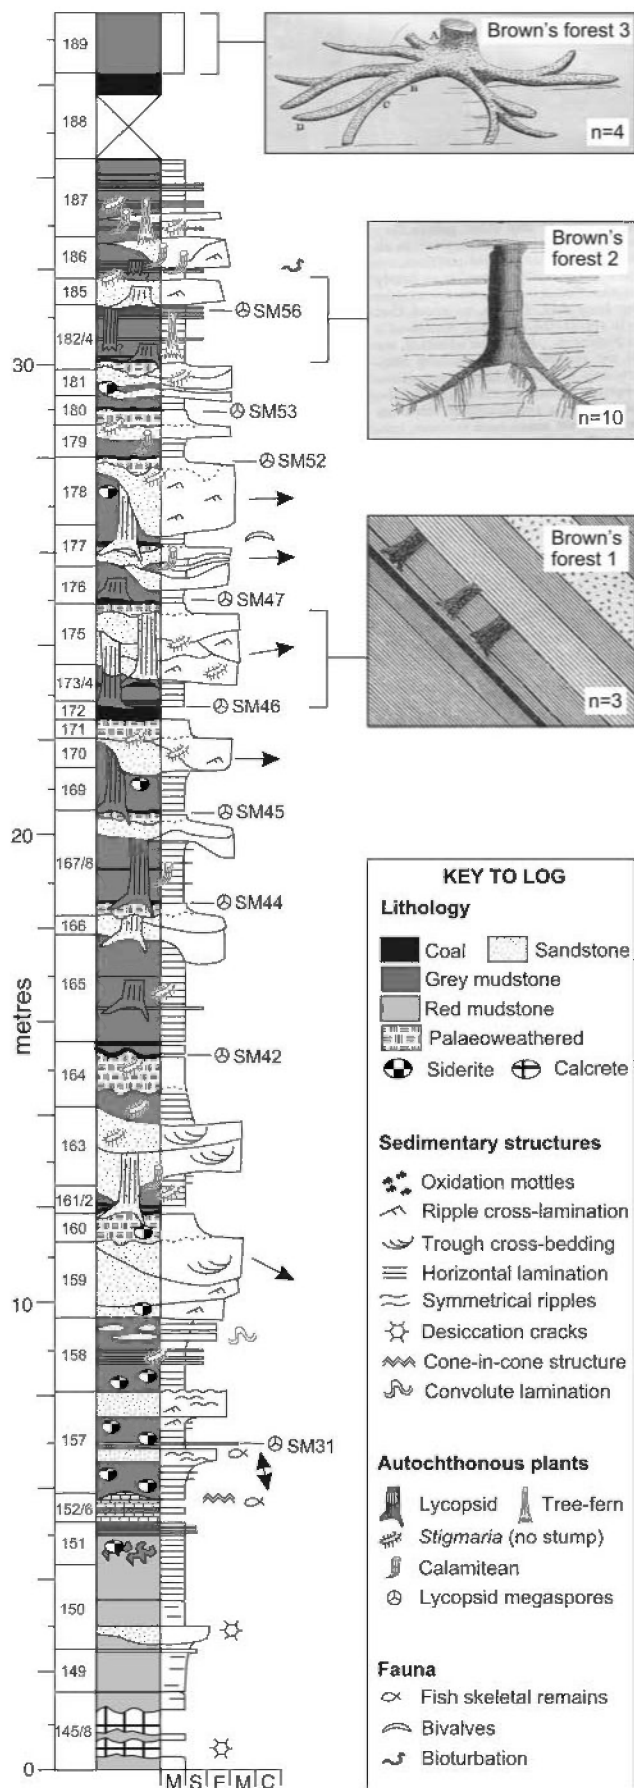 189
188
187
186
185
182/4
30
181
180
179
178
177
176
175
173/4
172
171
170
169
20
167/8
166
165
metres
164
163
161/2
160
159
10
158
157
152/6
151
150
149
145/8
0
M S F M C
SM56
SM53
SM52
SM47
SM46
SM45
SM44
SM42
SM31
Brown's forest 3
A
B
C
D
n=4
Brown's
forest 2
n=10
Brown's
forest 1
n=3
KEY TO LOG
Lithology
Coal Sandstone
Grey mudstone
Red mudstone
Palaeoweathered
Siderite Calcrete
Sedimentary structures
Oxidation mottles
Ripple cross-lamination
Trough cross-bedding
Horizontal lamination
Symmetrical ripples
Desiccation cracks
Cone-in-cone structure
Convolute lamination
Autochthonous plants
Lycopsid Tree-fern
Stigmaria (no stump)
Calamitean
Lycopsid megaspores
Fauna
Fish skeletal remains
Bivalves
Bioturbation